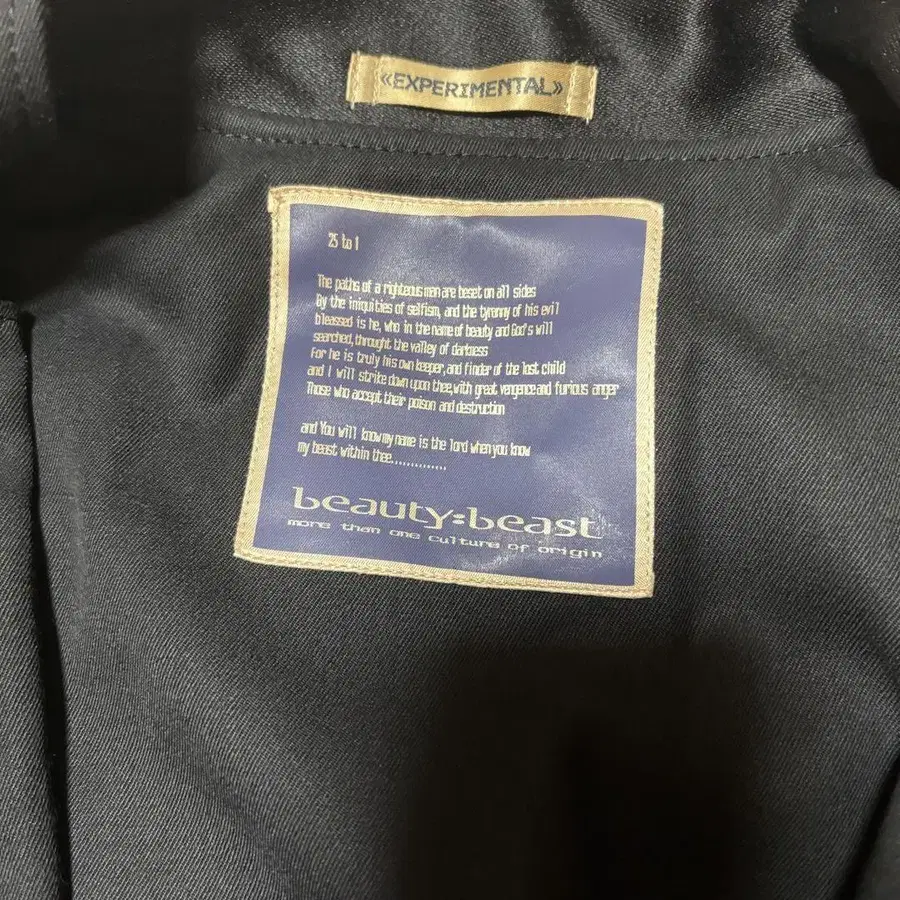 «EXPERIMENTAL»
25 to 1
The paths of a righteous man are beset on all sides
By the iniquities of selfism, and the tyranny of his evil
bleassed is he, who in the name of beauty and God's will
searched, throught the valley of darkness
For he is truly his own keeper, and finder of the lost child
and I will strike down upon thee, with great vengence and furious anger
Those who accept their poison and destruction
and You will know my name is the lord when you know
my beast within thee..............
beauty:beast
more than one culture of origin